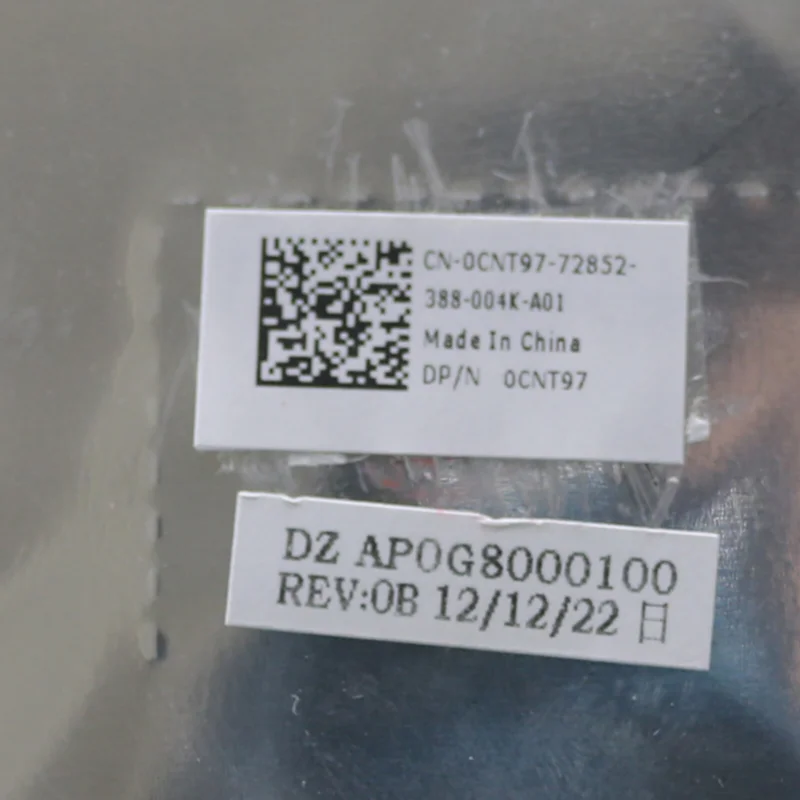 CN-0CNT97-72852-
388-004K-A01
Made In China
DP/N 0CNT97
DZ AP0G8000100
REV:0B 12/12/22 日